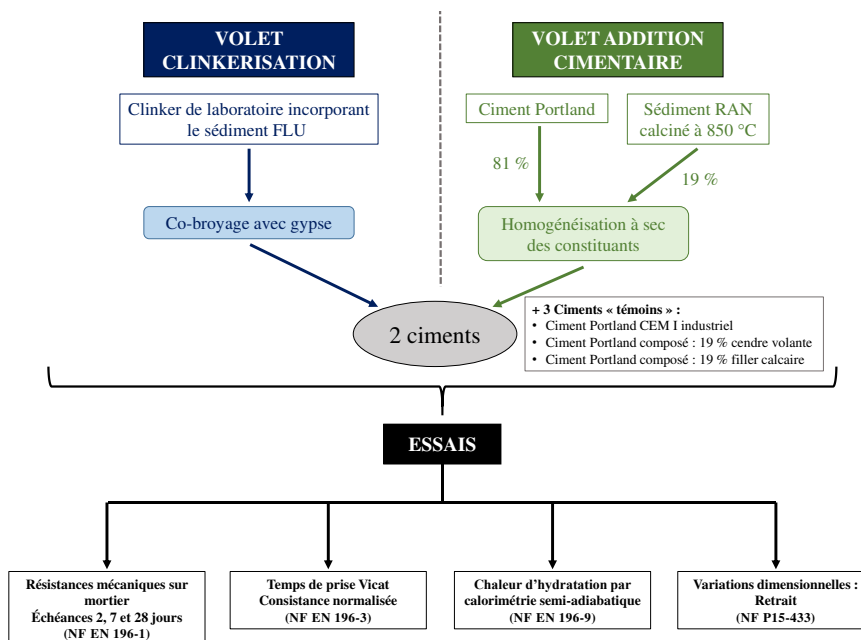 VOLET
CLINKERISATION
VOLET ADDITION
CIMENTAIRE
Clinker de laboratoire incorporant
le sédiment FLU
Ciment Portland
Sédiment RAN
calciné à 850 °C
81 %
19 %
Co-broyage avec gypse
Homogénéisation à sec
des constituants
2 ciments
+ 3 Ciments « témoins » :
• Ciment Portland CEM I industriel
• Ciment Portland composé : 19 % cendre volante
• Ciment Portland composé : 19 % filler calcaire
ESSAIS
Résistances mécaniques sur
mortier
Échéances 2, 7 et 28 jours
(NF EN 196-1)
Temps de prise Vicat
Consistance normalisée
(NF EN 196-3)
Chaleur d'hydratation par
calorimétrie semi-adiabatique
(NF EN 196-9)
Variations dimensionnelles :
Retrait
(NF P15-433)